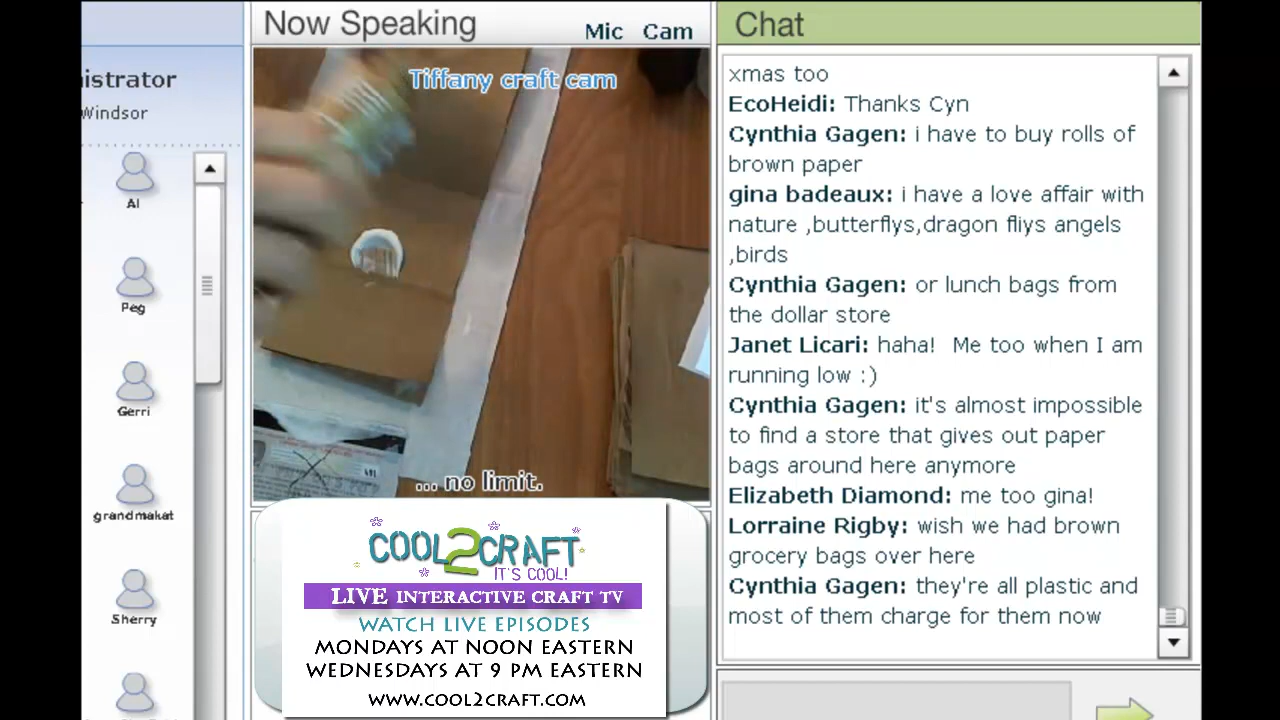 istrator
Windsor
Al
Peg
Gerri
grandmakat
Sherry
Now Speaking
Mic Cam
Tiffany craft cam
... no limit.
COOL2CRAFT
IT'S COOL!
LIVE INTERACTIVE CRAFT TV
WATCH LIVE EPISODES
MONDAYS AT NOON EASTERN
WEDNESDAYS AT 9 PM EASTERN
WWW.COOL2CRAFT.COM
Chat
xmas too
EcoHeidi: Thanks Cyn
Cynthia Gagen: i have to buy rolls of
brown paper
gina badeaux: i have a love affair with
nature ,butterflys,dragon fliys angels
,birds
Cynthia Gagen: or lunch bags from
the dollar store
Janet Licari: haha! Me too when I am
running low :)
Cynthia Gagen: it's almost impossible
to find a store that gives out paper
bags around here anymore
Elizabeth Diamond: me too gina!
Lorraine Rigby: wish we had brown
grocery bags over here
Cynthia Gagen: they're all plastic and
most of them charge for them now